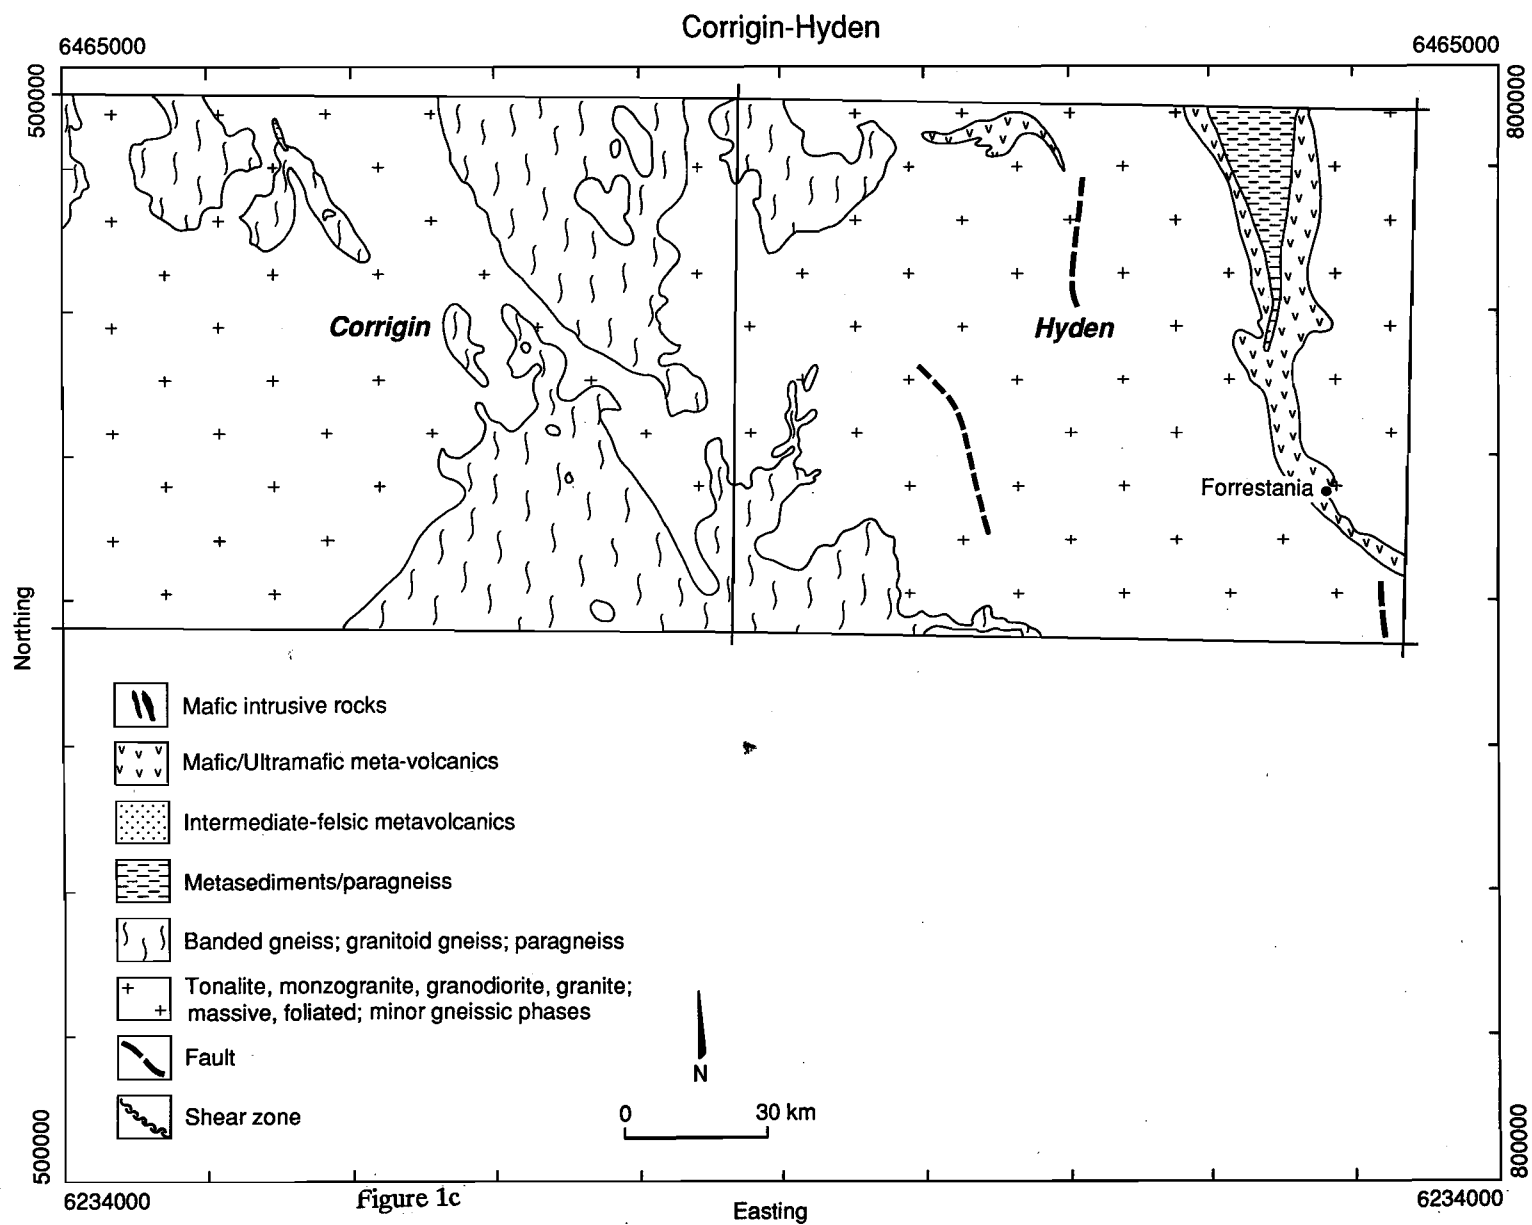 Corrigin-Hyden
6465000
6465000
500000
800000
Corrigin
Hyden
Forrestania
Northing
Mafic intrusive rocks
Mafic/Ultramafic meta-volcanics
Intermediate-felsic metavolcanics
Metasediments/paragneiss
Banded gneiss; granitoid gneiss; paragneiss
Tonalite, monzogranite, granodiorite, granite;
massive, foliated; minor gneissic phases
Fault
Shear zone
N
0 30 km
500000
800000
6234000
6234000
Figure 1c
Easting